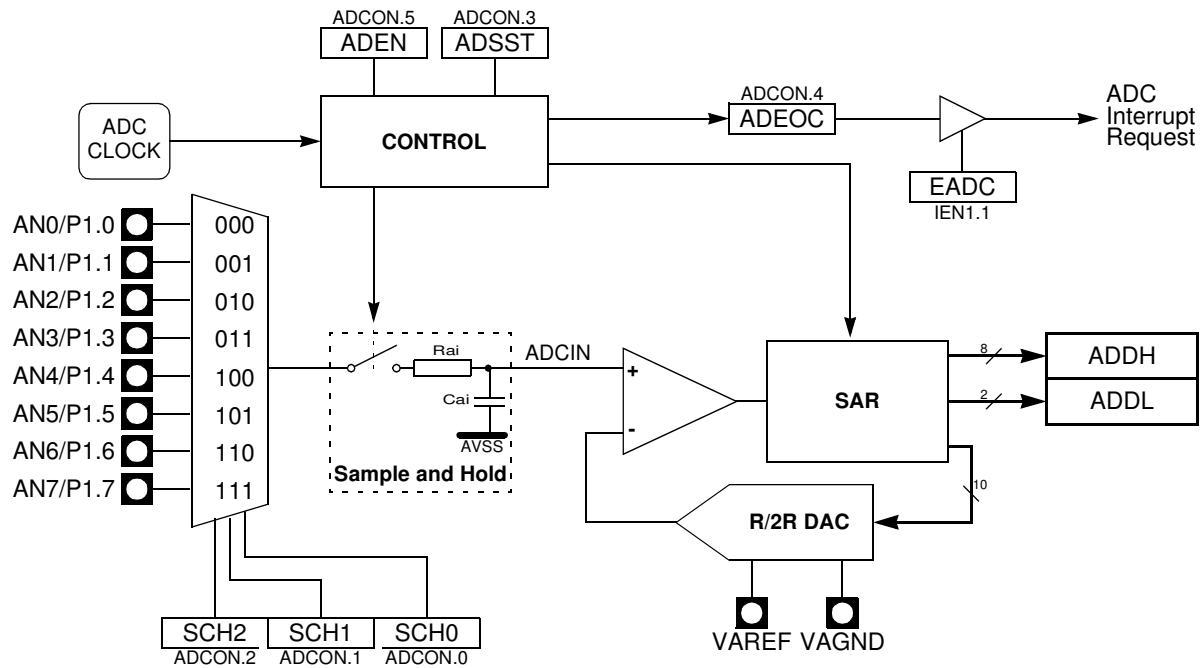 ADCON.5
ADEN
ADCON.3
ADSST
ADC
CLOCK
CONTROL
ADCON.4
ADEOC
ADC
Interrupt
Request
EADC
IEN1.1
AN0/P1.0
000
AN1/P1.1
001
AN2/P1.2
010
AN3/P1.3
011
AN4/P1.4
100
AN5/P1.5
101
AN6/P1.6
110
AN7/P1.7
111
Rai
Cai
AVSS
Sample and Hold
ADCIN
+
-
SAR
8
ADDH
2
ADDL
10
R/2R DAC
VAREF
VAGND
SCH2
SCH1
SCH0
ADCON.2
ADCON.1
ADCON.0